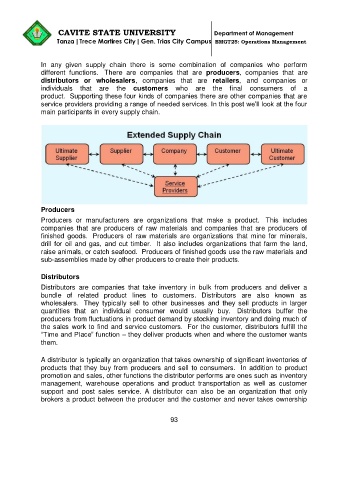 CAVITE STATE UNIVERSITY Department of Management
Tanza | Trece Martires City | Gen. Trias City Campus BMGT25: Operations Management
In any given supply chain there is some combination of companies who perform
different functions. There are companies that are producers, companies that are
distributors or wholesalers, companies that are retailers, and companies or
individuals that are the customers who are the final consumers of a
product. Supporting these four kinds of companies there are other companies that are
service providers providing a range of needed services. In this post we'll look at the four
main participants in every supply chain.
Extended Supply Chain
Ultimate Supplier Company Customer Ultimate
Supplier Customer
Service
Providers
Producers
Producers or manufacturers are organizations that make a product. This includes
companies that are producers of raw materials and companies that are producers of
finished goods. Producers of raw materials are organizations that mine for minerals,
drill for oil and gas, and cut timber. It also includes organizations that farm the land,
raise animals, or catch seafood. Producers of finished goods use the raw materials and
sub-assemblies made by other producers to create their products.
Distributors
Distributors are companies that take inventory in bulk from producers and deliver a
bundle of related product lines to customers. Distributors are also known as
wholesalers. They typically sell to other businesses and they sell products in larger
quantities that an individual consumer would usually buy. Distributors buffer the
producers from fluctuations in product demand by stocking inventory and doing much of
the sales work to find and service customers. For the customer, distributors fulfill the
"Time and Place" function – they deliver products when and where the customer wants
them.
A distributor is typically an organization that takes ownership of significant inventories of
products that they buy from producers and sell to consumers. In addition to product
promotion and sales, other functions the distributor performs are ones such as inventory
management, warehouse operations and product transportation as well as customer
support and post sales service. A distributor can also be an organization that only
brokers a product between the producer and the customer and never takes ownership
93